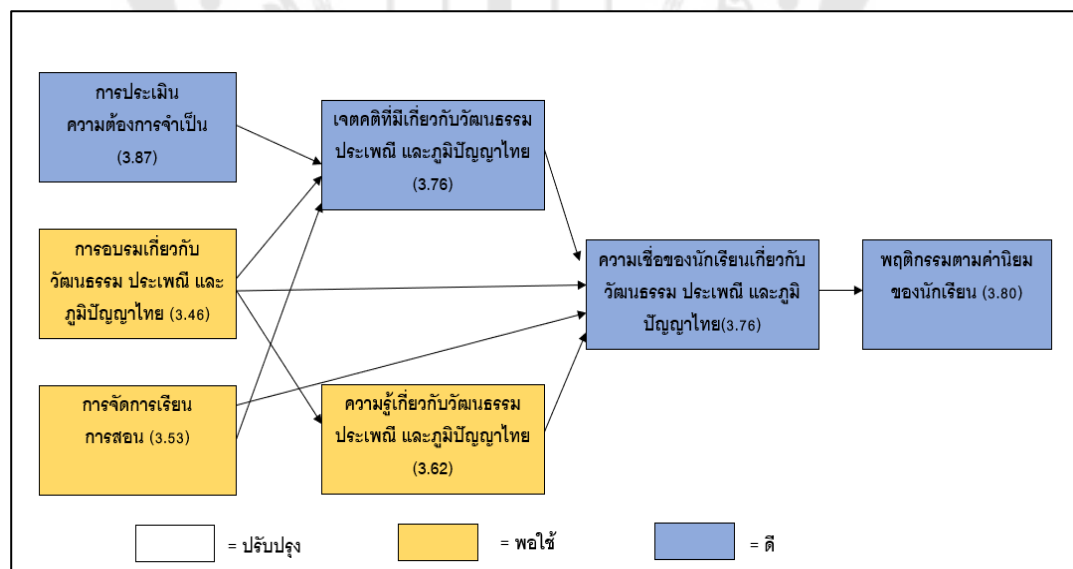 การประเมิน
ความต้องการจำเป็น
(3.87)
เจตคติที่มีเกี่ยวกับวัฒนธรรม
ประเพณี และภูมิปัญญาไทย
(3.76)
การอบรมเกี่ยวกับ
วัฒนธรรม ประเพณี และ
ภูมิปัญญาไทย (3.46)
ความเชื่อของนักเรียนเกี่ยวกับ
วัฒนธรรม ประเพณี และภูมิ
ปัญญาไทย(3.76)
พฤติกรรมตามค่านิยม
ของนักเรียน (3.80)
การจัดการเรียน
การสอน (3.53)
ความรู้เกี่ยวกับวัฒนธรรม
ประเพณี และภูมิปัญญาไทย
(3.62)
= ปรับปรุง
= พอใช้
= ดี